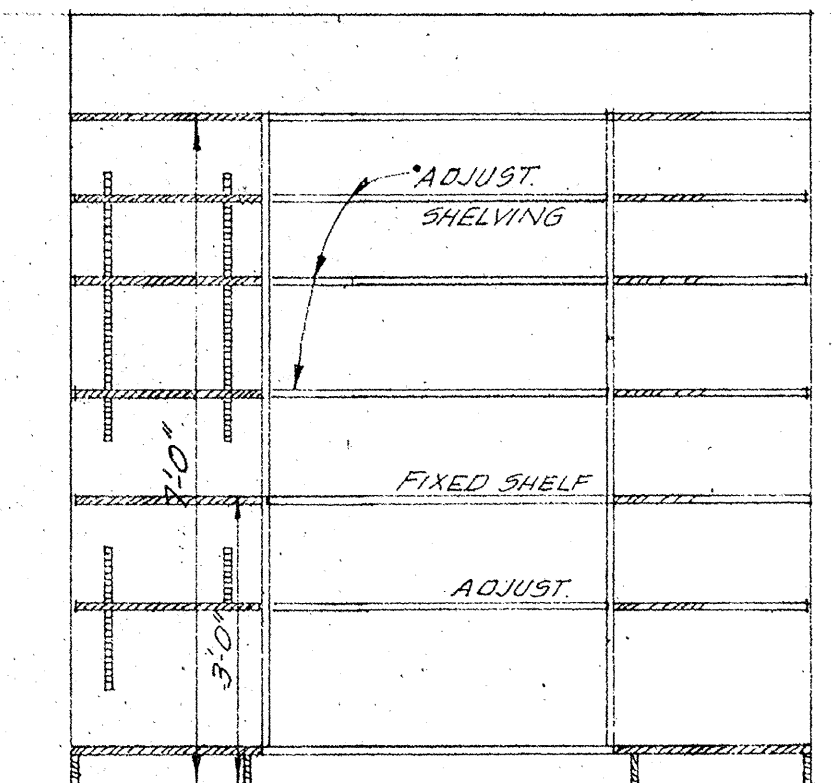 ADJUST.
SHELVING
7'-0"
FIXED SHELF
ADJUST.
3'-0"